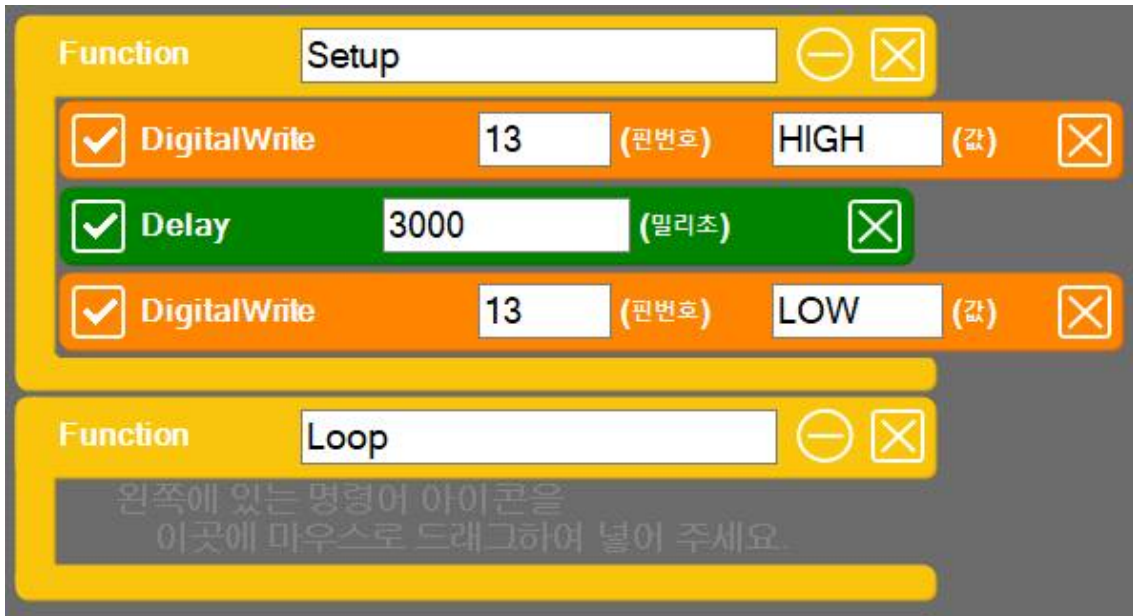 Function Setup
DigitalWrite 13 (핀번호) HIGH (값)
Delay 3000 (밀리초)
DigitalWrite 13 (핀번호) LOW (값)
Function Loop
왼쪽에 있는 명령어 아이콘을
이곳에 마우스로 드래그하여 넣어 주세요.